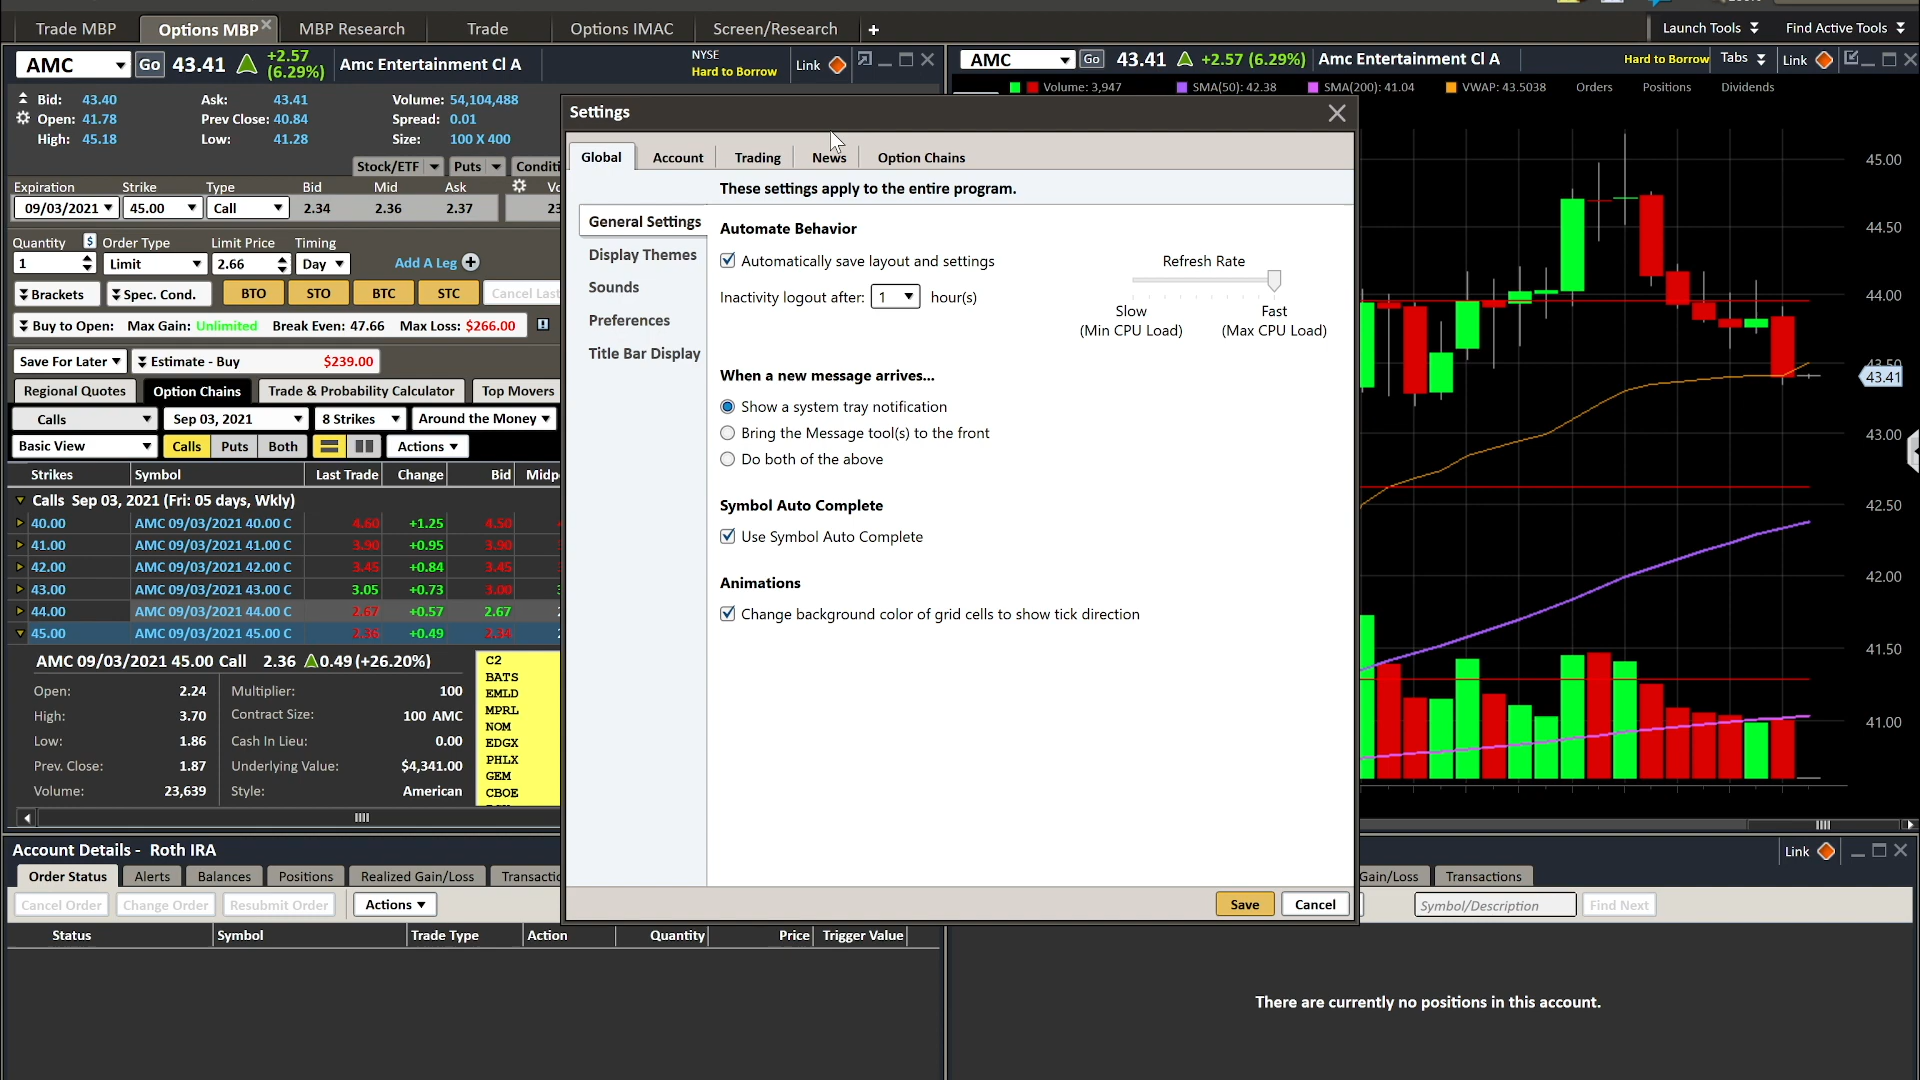 Trade MBP
Options MBP
MBP Research
Trade
Options IMAC
Screen/Research
+
Launch Tools
Find Active Tools
AMC
Go
43.41
+2.57
(6.29%)
Amc Entertainment Cl A
NYSE
Hard to Borrow
Link
Bid: 43.40
Ask: 43.41
Volume: 54,104,488
Open: 41.78
Prev Close: 40.84
Spread: 0.01
High: 45.18
Low: 41.28
Size: 100 X 400
Stock/ETF
Puts
Expiration Strike Type Bid Mid Ask
09/03/2021 45.00 Call 2.34 2.36 2.37
Quantity $ Order Type Limit Price Timing
1 Limit 2.66 Day Add A Leg
Brackets Spec. Cond. BTO STO BTC STC Cancel Last
Buy to Open: Max Gain: Unlimited Break Even: 47.66 Max Loss: $266.00
Save For Later Estimate - Buy $239.00
Regional Quotes Option Chains Trade & Probability Calculator Top Movers
Calls Sep 03, 2021 8 Strikes Around the Money
Basic View Calls Puts Both Actions
Strikes Symbol Last Trade Change Bid
Calls Sep 03, 2021 (Fri: 05 days, Wkly)
40.00 AMC 09/03/2021 40.00 C 4.60 +1.25 4.50
41.00 AMC 09/03/2021 41.00 C 3.90 +0.95 3.90
42.00 AMC 09/03/2021 42.00 C 3.45 +0.84 3.45
43.00 AMC 09/03/2021 43.00 C 3.05 +0.73 3.00
44.00 AMC 09/03/2021 44.00 C 2.67 +0.57 2.67
45.00 AMC 09/03/2021 45.00 C 2.36 +0.49 2.34
AMC 09/03/2021 45.00 Call 2.36 0.49 (+26.20%)
Open: 2.24 Multiplier: 100
High: 3.70 Contract Size: 100 AMC
Low: 1.86 Cash In Lieu: 0.00
Prev. Close: 1.87 Underlying Value: $4,341.00
Volume: 23,639 Style: American
C2
BATS
EMLD
MPRL
NOM
EDGX
PHLX
GEM
CBOE
Settings
Global Account Trading News Option Chains
These settings apply to the entire program.
General Settings
Display Themes
Sounds
Preferences
Title Bar Display
Automate Behavior
Automatically save layout and settings
Inactivity logout after: 1 hour(s)
Refresh Rate
Slow Fast
(Min CPU Load) (Max CPU Load)
When a new message arrives...
Show a system tray notification
Bring the Message tool(s) to the front
Do both of the above
Symbol Auto Complete
Use Symbol Auto Complete
Animations
Change background color of grid cells to show tick direction
Save Cancel
AMC Go 43.41 +2.57 (6.29%) Amc Entertainment Cl A
Hard to Borrow Tabs Link
Volume: 3,947 SMA(50): 42.38 SMA(200): 41.04 VWAP: 43.5038 Orders Positions Dividends
45.00
44.50
44.00
43.41
43.00
42.50
42.00
41.50
41.00
Account Details - Roth IRA
Order Status Alerts Balances Positions Realized Gain/Loss
Cancel Order Change Order Resubmit Order Actions
Status Symbol Trade Type Action Quantity Price Trigger Value
Link
Gain/Loss Transactions
Symbol/Description Find Next
There are currently no positions in this account.